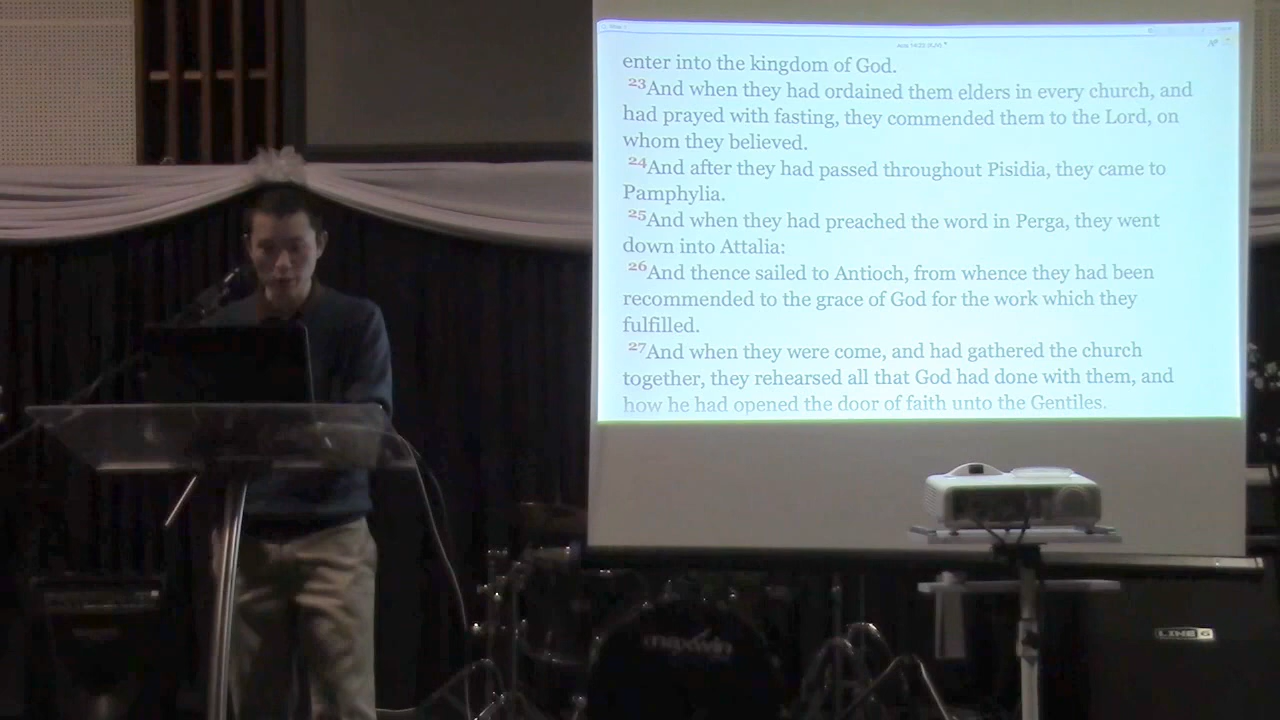 Acts 14:22 (KJV)
enter into the kingdom of God.
23And when they had ordained them elders in every church, and
had prayed with fasting, they commended them to the Lord, on
whom they believed.
24And after they had passed throughout Pisidia, they came to
Pamphylia.
25And when they had preached the word in Perga, they went
down into Attalia:
26And thence sailed to Antioch, from whence they had been
recommended to the grace of God for the work which they
fulfilled.
27And when they were come, and had gathered the church
together, they rehearsed all that God had done with them, and
how he had opened the door of faith unto the Gentiles.
LINE 6